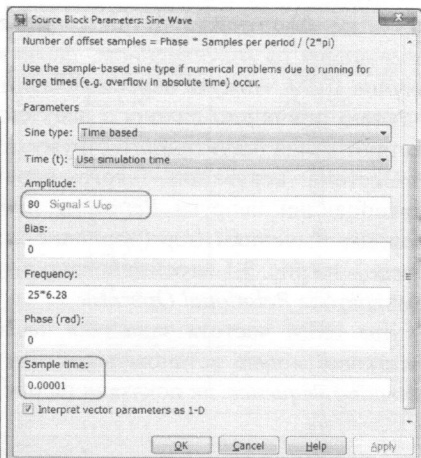 Source Block Parameters: Sine Wave
Number of offset samples = Phase * Samples per period / (2*pi)
Use the sample-based sine type if numerical problems due to running for
large times (e.g. overflow in absolute time) occur.
Parameters
Sine type: Time based
Time (t): Use simulation time
Amplitude:
80 Signal ≤ Uop
Bias:
0
Frequency:
25*6.28
Phase (rad):
0
Sample time:
0.00001
Interpret vector parameters as 1-D
OK Cancel Help Apply